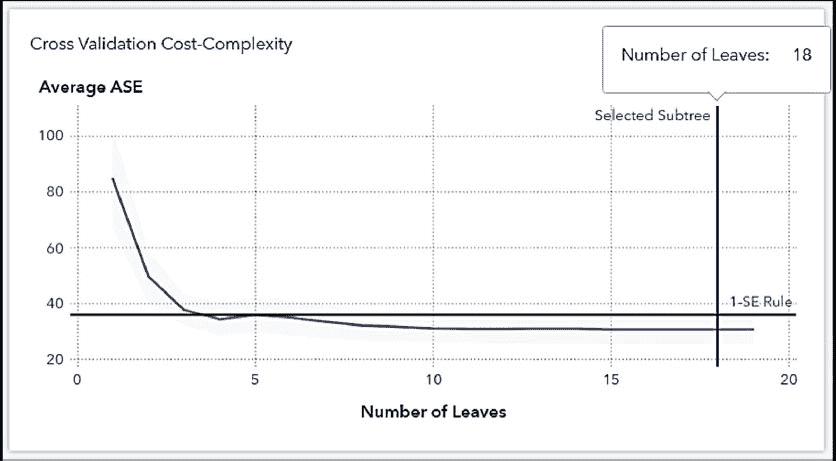 Cross Validation Cost-Complexity
Number of Leaves: 18
Average ASE
Selected Subtree
100
80
60
1-SE Rule
40
20
0 5 10 15 20
Number of Leaves